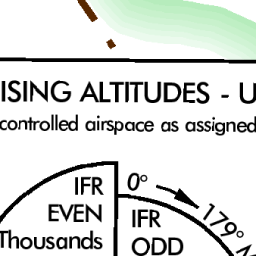 ISING ALTITUDES - U
controlled airspace as assigned
IFR
EVEN
Thousands
0°
179° M
IFR
ODD